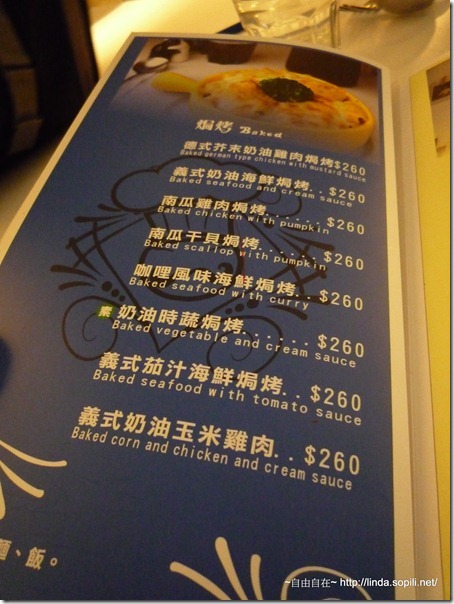 焗烤 Baked
德式芥末奶油雞肉焗烤$260
Baked german type chicken with mustard sauce
義式奶油海鮮焗烤..$260
Baked seafood and cream sauce
南瓜雞肉焗烤......$260
Baked chicken with pumpkin
南瓜干貝焗烤......$260
Baked scallop with pumpkin
咖哩風味海鮮焗烤..$260
Baked seafood with curry
素 奶油時蔬焗烤......$260
Baked vegetable and cream sauce
義式茄汁海鮮焗烤..$260
Baked seafood with tomato sauce
義式奶油玉米雞肉..$260
Baked corn and chicken and cream sauce
麵、飯。
~自由自在~ http://linda.sopili.net/